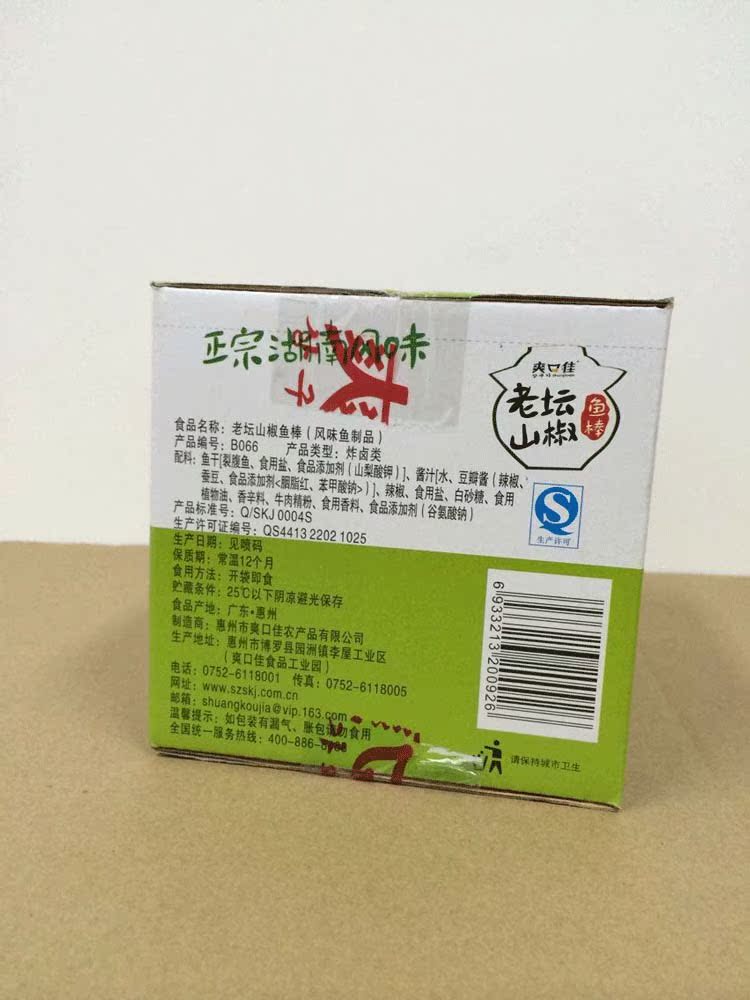 正宗湖南风味
爽口佳
老坛
山椒
鱼棒
食品名称：老坛山椒鱼棒（风味鱼制品）
产品编号：B066 产品类型：炸卤类
配料：鱼干[裂腹鱼、食用盐、食品添加剂（山梨酸钾）]、酱汁[水、豆瓣酱（辣椒、
蚕豆、食品添加剂<胭脂红、苯甲酸钠>）]、辣椒、食用盐、白砂糖、食用
植物油、香辛料、牛肉精粉、食用香料、食品添加剂（谷氨酸钠）
产品标准号：Q/SKJ 0004S
生产许可证编号：QS4413 2202 1025
生产日期：见喷码
保质期：常温12个月
食用方法：开袋即食
贮藏条件：25℃以下阴凉避光保存
食品产地：广东·惠州
制造商：惠州市爽口佳农产品有限公司
生产地址：惠州市博罗县园洲镇李屋工业区
（爽口佳食品工业园）
电话：0752-6118001 传真：0752-6118005
网址：www.szskj.com.cn
邮箱：shuangkoujia@vip.163.com
温馨提示：如包装有漏气、胀包请勿食用
全国统一服务热线：400-886-
生产许可
6 933213 200926
请保持城市卫生